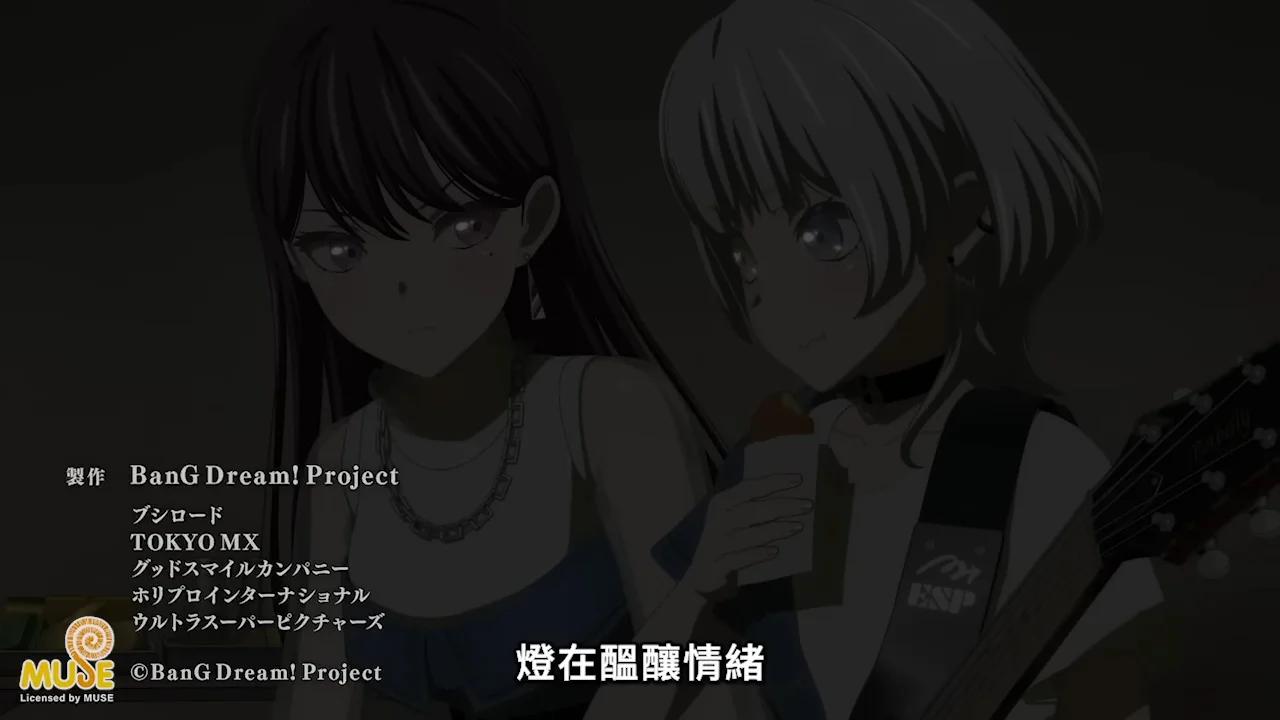 製作 BanG Dream! Project
ブシロード
TOKYO MX
グッドスマイルカンパニー
ホリプロインターナショナル
ウルトラスーパーピクチャーズ
©BanG Dream! Project
MUSE
Licensed by MUSE
燈在醞釀情緒
ESP